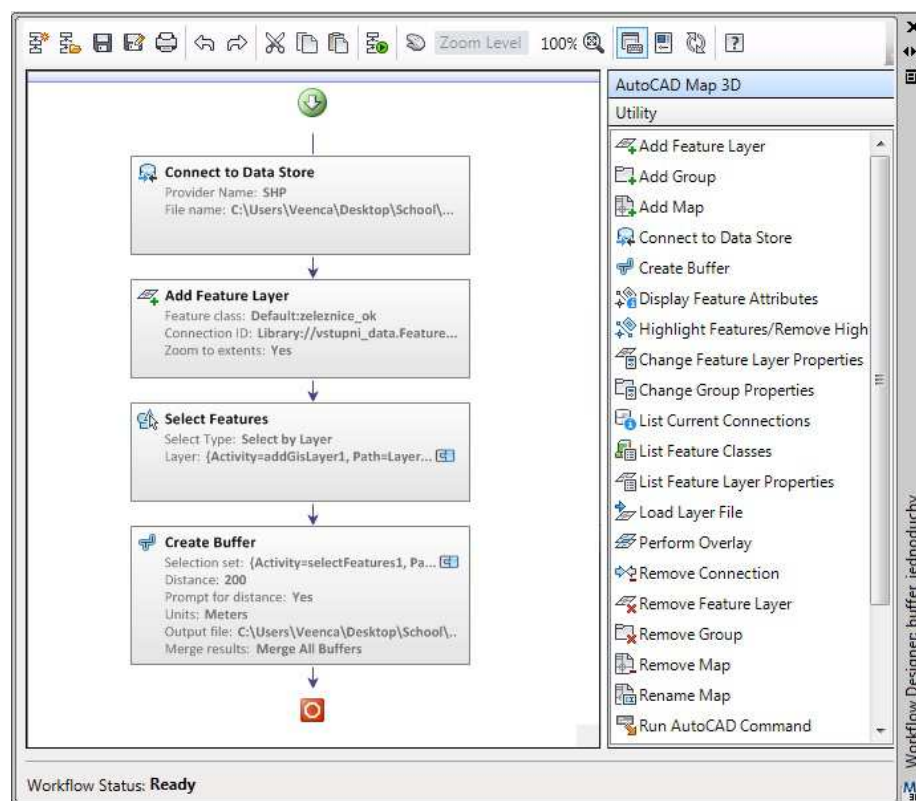 Zoom Level 100%
Connect to Data Store
Provider Name: SHP
File name: C:\Users\Veenca\Desktop\School\...
Add Feature Layer
Feature class: Default:zeleznice_ok
Connection ID: Library://vstupni_data.Feature...
Zoom to extents: Yes
Select Features
Select Type: Select by Layer
Layer: {Activity=addGisLayer1, Path=Layer...
Create Buffer
Selection set: {Activity=selectFeatures1, Pa...
Distance: 200
Prompt for distance: Yes
Units: Meters
Output file: C:\Users\Veenca\Desktop\School\..
Merge results: Merge All Buffers
AutoCAD Map 3D
Utility
Add Feature Layer
Add Group
Add Map
Connect to Data Store
Create Buffer
Display Feature Attributes
Highlight Features/Remove High
Change Feature Layer Properties
Change Group Properties
List Current Connections
List Feature Classes
List Feature Layer Properties
Load Layer File
Perform Overlay
Remove Connection
Remove Feature Layer
Remove Group
Remove Map
Rename Map
Run AutoCAD Command
Workflow Designer: buffer_jednoduchy
Workflow Status: Ready